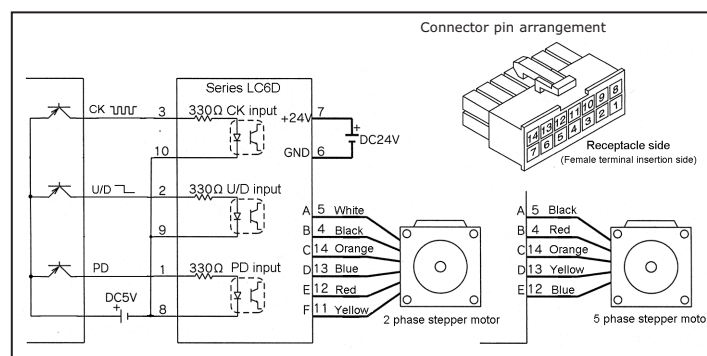 Connector pin arrangement
Series LC6D
CK 3 330Ω CK input
+24V 7
+ DC24V
10
GND 6
14 13 12 11 10 9 8
7 6 5 4 3 2 1
Receptacle side
(Female terminal insertion side)
U/D 2 330Ω U/D input
9
A 5 White
B 4 Black
C 14 Orange
D 13 Blue
E 12 Red
F 11 Yellow
2 phase stepper motor
A 5 Black
B 4 Red
C 14 Orange
D 13 Yellow
E 12 Blue
5 phase stepper motor
PD 1 330Ω PD input
DC5V
+
8